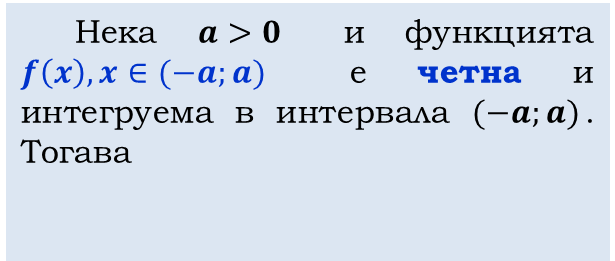 Нека a > 0 и функцията
f(x), x ∈ (−a; a) е четна и
интегруема в интервала (−a; a).
Тогава